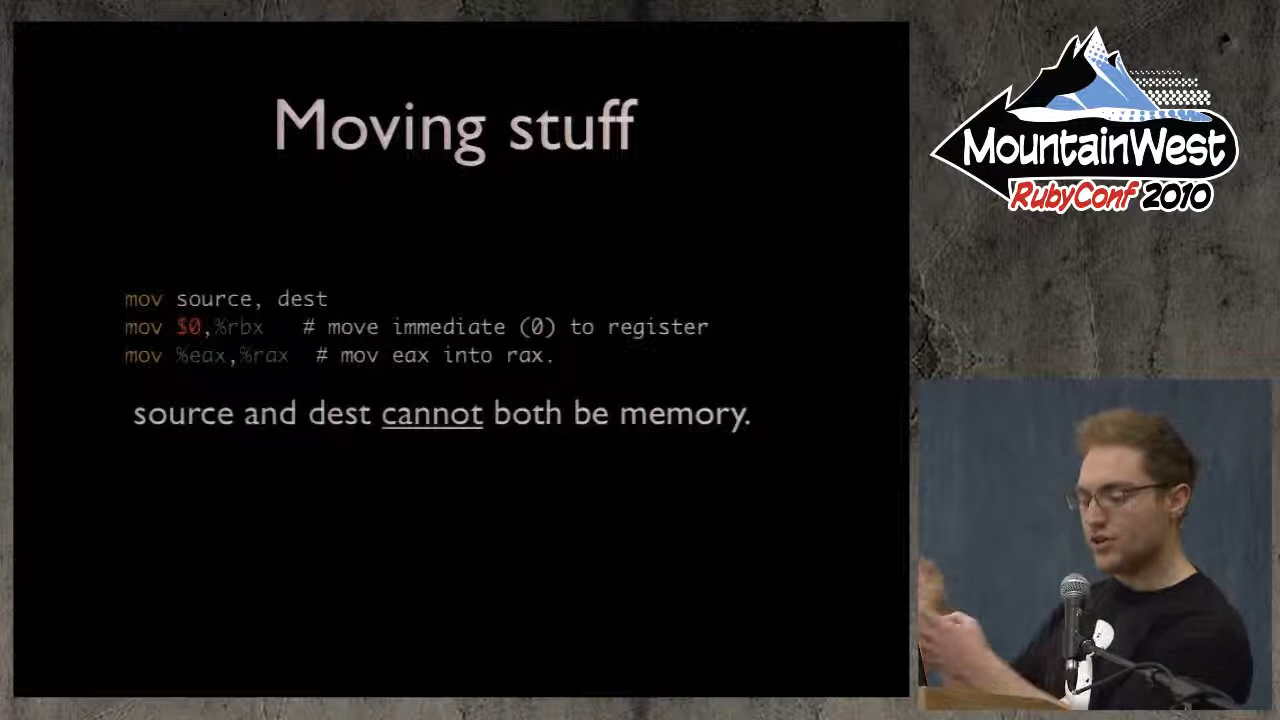 Moving stuff
mov source, dest
mov $0,%rbx # move immediate (0) to register
mov %eax,%rax # mov eax into rax.
source and dest cannot both be memory.
MountainWest
RubyConf 2010